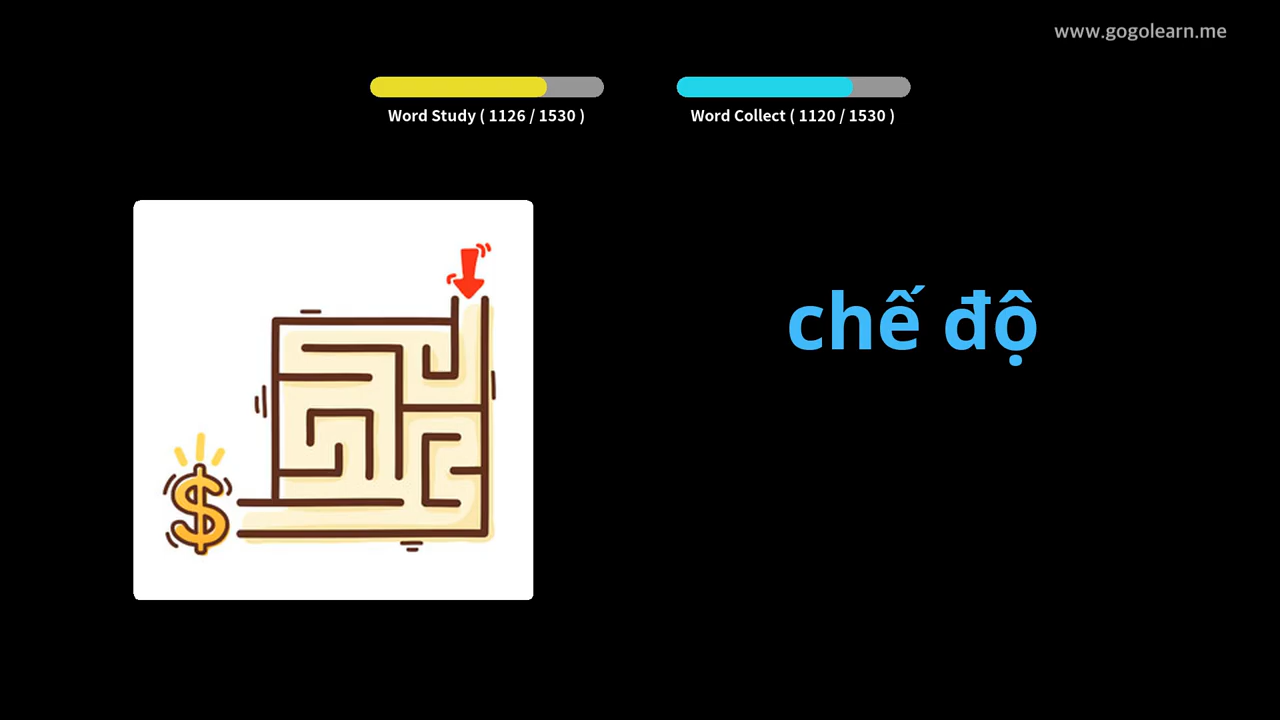 www.gogolearn.me
Word Study ( 1126 / 1530 )
Word Collect ( 1120 / 1530 )
chế độ
$